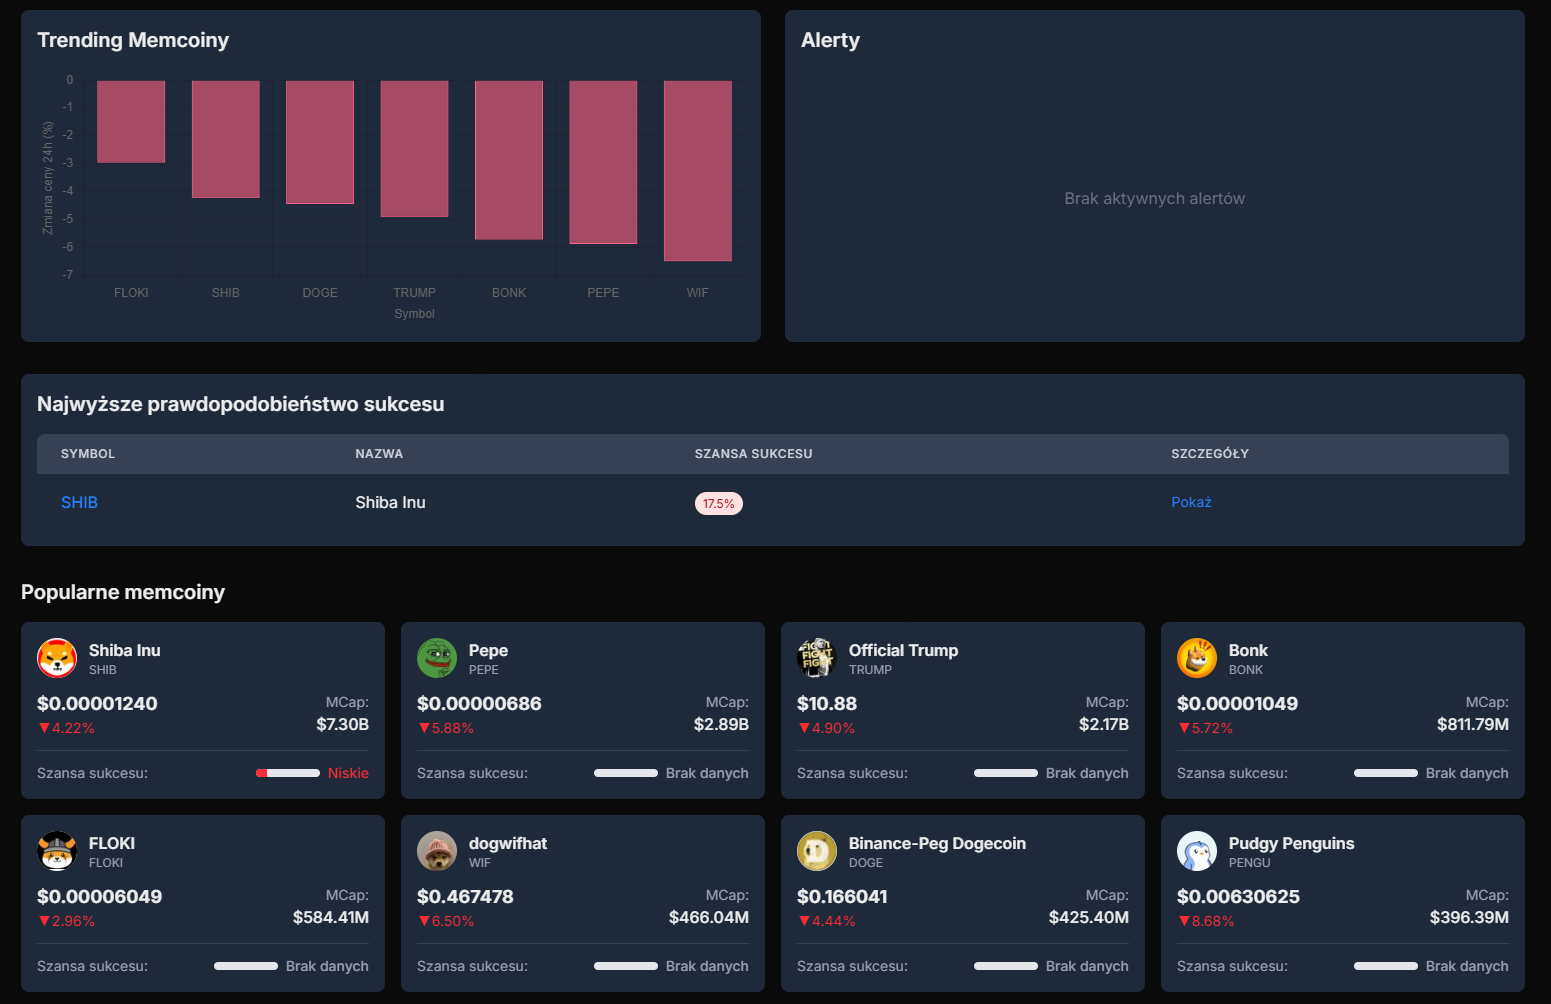 Trending Memcoiny
0
-1
-2
-3
-4
-5
-6
-7
Zmiana ceny 24h (%)
FLOKI SHIB DOGE TRUMP BONK PEPE WIF
Symbol
Alerty
Brak aktywnych alertów
Najwyższe prawdopodobieństwo sukcesu
SYMBOL NAZWA SZANSA SUKCESU SZCZEGÓŁY
SHIB Shiba Inu 17.5% Pokaż
Popularne memcoiny
Shiba Inu
SHIB
$0.00001240 MCap:
▼4.22% $7.30B
Szansa sukcesu: Niskie
Pepe
PEPE
$0.00000686 MCap:
▼5.88% $2.89B
Szansa sukcesu: Brak danych
FIGHT
FIGHT
FIGHT
Official Trump
TRUMP
$10.88 MCap:
▼4.90% $2.17B
Szansa sukcesu: Brak danych
Bonk
BONK
$0.00001049 MCap:
▼5.72% $811.79M
Szansa sukcesu: Brak danych
FLOKI
FLOKI
$0.00006049 MCap:
▼2.96% $584.41M
Szansa sukcesu: Brak danych
dogwifhat
WIF
$0.467478 MCap:
▼6.50% $466.04M
Szansa sukcesu: Brak danych
Binance-Peg Dogecoin
DOGE
$0.166041 MCap:
▼4.44% $425.40M
Szansa sukcesu: Brak danych
Pudgy Penguins
PENGU
$0.00630625 MCap:
▼8.68% $396.39M
Szansa sukcesu: Brak danych